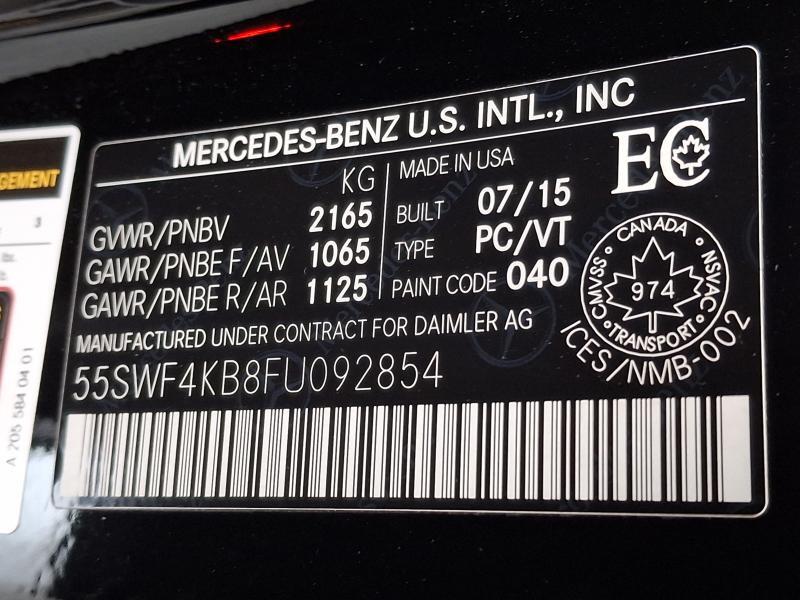 MERCEDES-BENZ U.S. INTL., INC
KG
GVWR/PNBV 2165
GAWR/PNBE F/AV 1065
GAWR/PNBE R/AR 1125
MADE IN USA
BUILT 07/15
TYPE PC/VT
PAINT CODE 040
EC
CANADA
CMVSS · NSVAC
974
TRANSPORT
ICES/NMB-002
MANUFACTURED UNDER CONTRACT FOR DAIMLER AG
55SWF4KB8FU092854
GEMENT
3
A 205 584 04 01